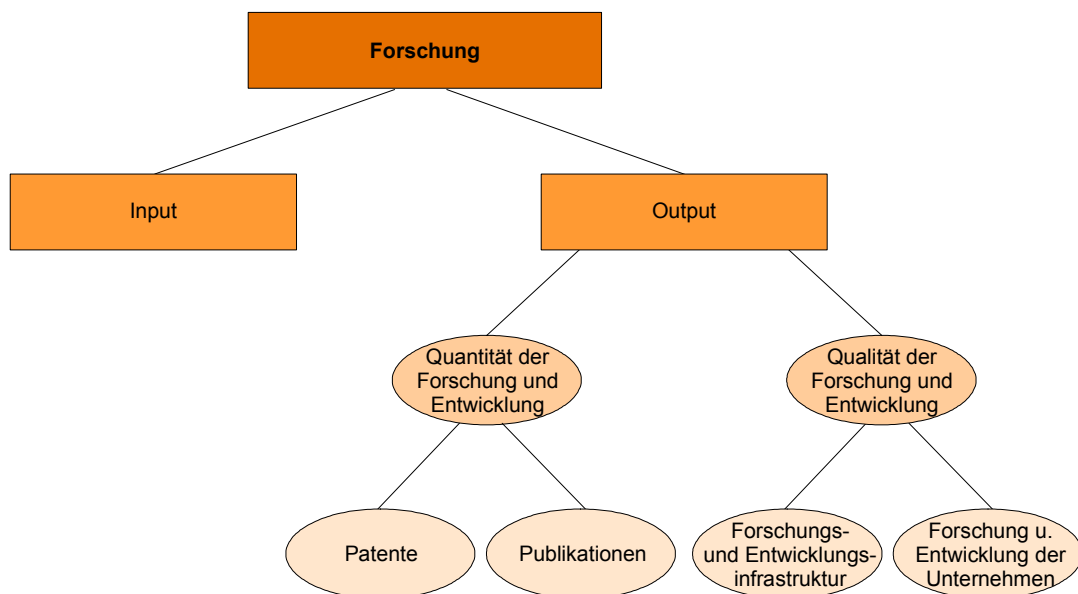 Forschung
Input
Output
Quantität der
Forschung und
Entwicklung
Qualität der
Forschung und
Entwicklung
Patente
Publikationen
Forschungs-
und Entwicklungs-
infrastruktur
Forschung u.
Entwicklung der
Unternehmen